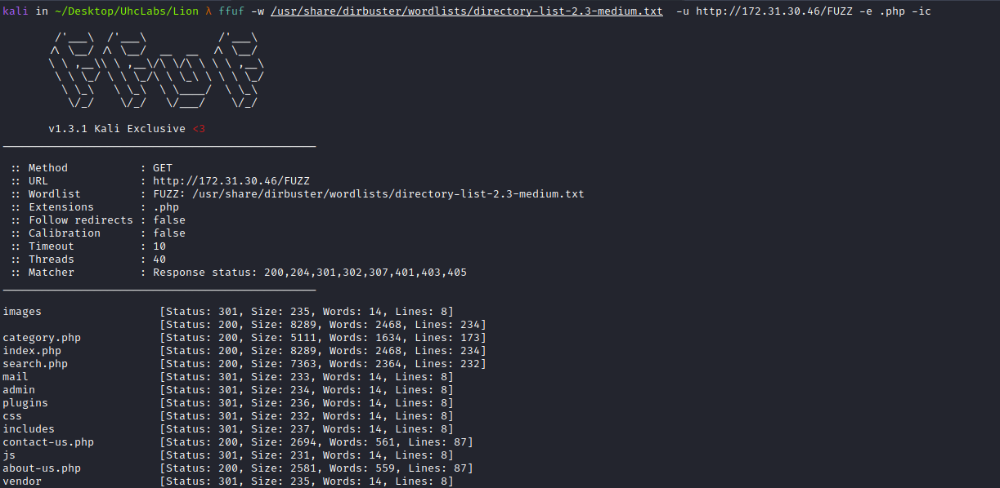 kali in ~/Desktop/UhcLabs/Lion λ ffuf -w /usr/share/dirbuster/wordlists/directory-list-2.3-medium.txt  -u http://172.31.30.46/FUZZ -e .php -ic
        /'___\  /'___\           /'___\
       /\ \__/ /\ \__/  __  __  /\ \__/
       \ \ ,__\\ \ ,__\/\ \/\ \ \ \ ,__\
        \ \ \_/ \ \ \_/\ \ \_\ \ \ \ \_/
         \ \_\   \ \_\  \ \____/  \ \_\
          \/_/    \/_/   \/___/    \/_/
       v1.3.1 Kali Exclusive <3
________________________________________________
 :: Method           : GET
 :: URL              : http://172.31.30.46/FUZZ
 :: Wordlist         : FUZZ: /usr/share/dirbuster/wordlists/directory-list-2.3-medium.txt
 :: Extensions       : .php
 :: Follow redirects : false
 :: Calibration      : false
 :: Timeout          : 10
 :: Threads          : 40
 :: Matcher          : Response status: 200,204,301,302,307,401,403,405
________________________________________________
images                  [Status: 301, Size: 235, Words: 14, Lines: 8]
                        [Status: 200, Size: 8289, Words: 2468, Lines: 234]
category.php            [Status: 200, Size: 5111, Words: 1634, Lines: 173]
index.php               [Status: 200, Size: 8289, Words: 2468, Lines: 234]
search.php              [Status: 200, Size: 7363, Words: 2364, Lines: 232]
mail                    [Status: 301, Size: 233, Words: 14, Lines: 8]
admin                   [Status: 301, Size: 234, Words: 14, Lines: 8]
plugins                 [Status: 301, Size: 236, Words: 14, Lines: 8]
css                     [Status: 301, Size: 232, Words: 14, Lines: 8]
includes                [Status: 301, Size: 237, Words: 14, Lines: 8]
contact-us.php          [Status: 200, Size: 2694, Words: 561, Lines: 87]
js                      [Status: 301, Size: 231, Words: 14, Lines: 8]
about-us.php            [Status: 200, Size: 2581, Words: 559, Lines: 87]
vendor                  [Status: 301, Size: 235, Words: 14, Lines: 8]